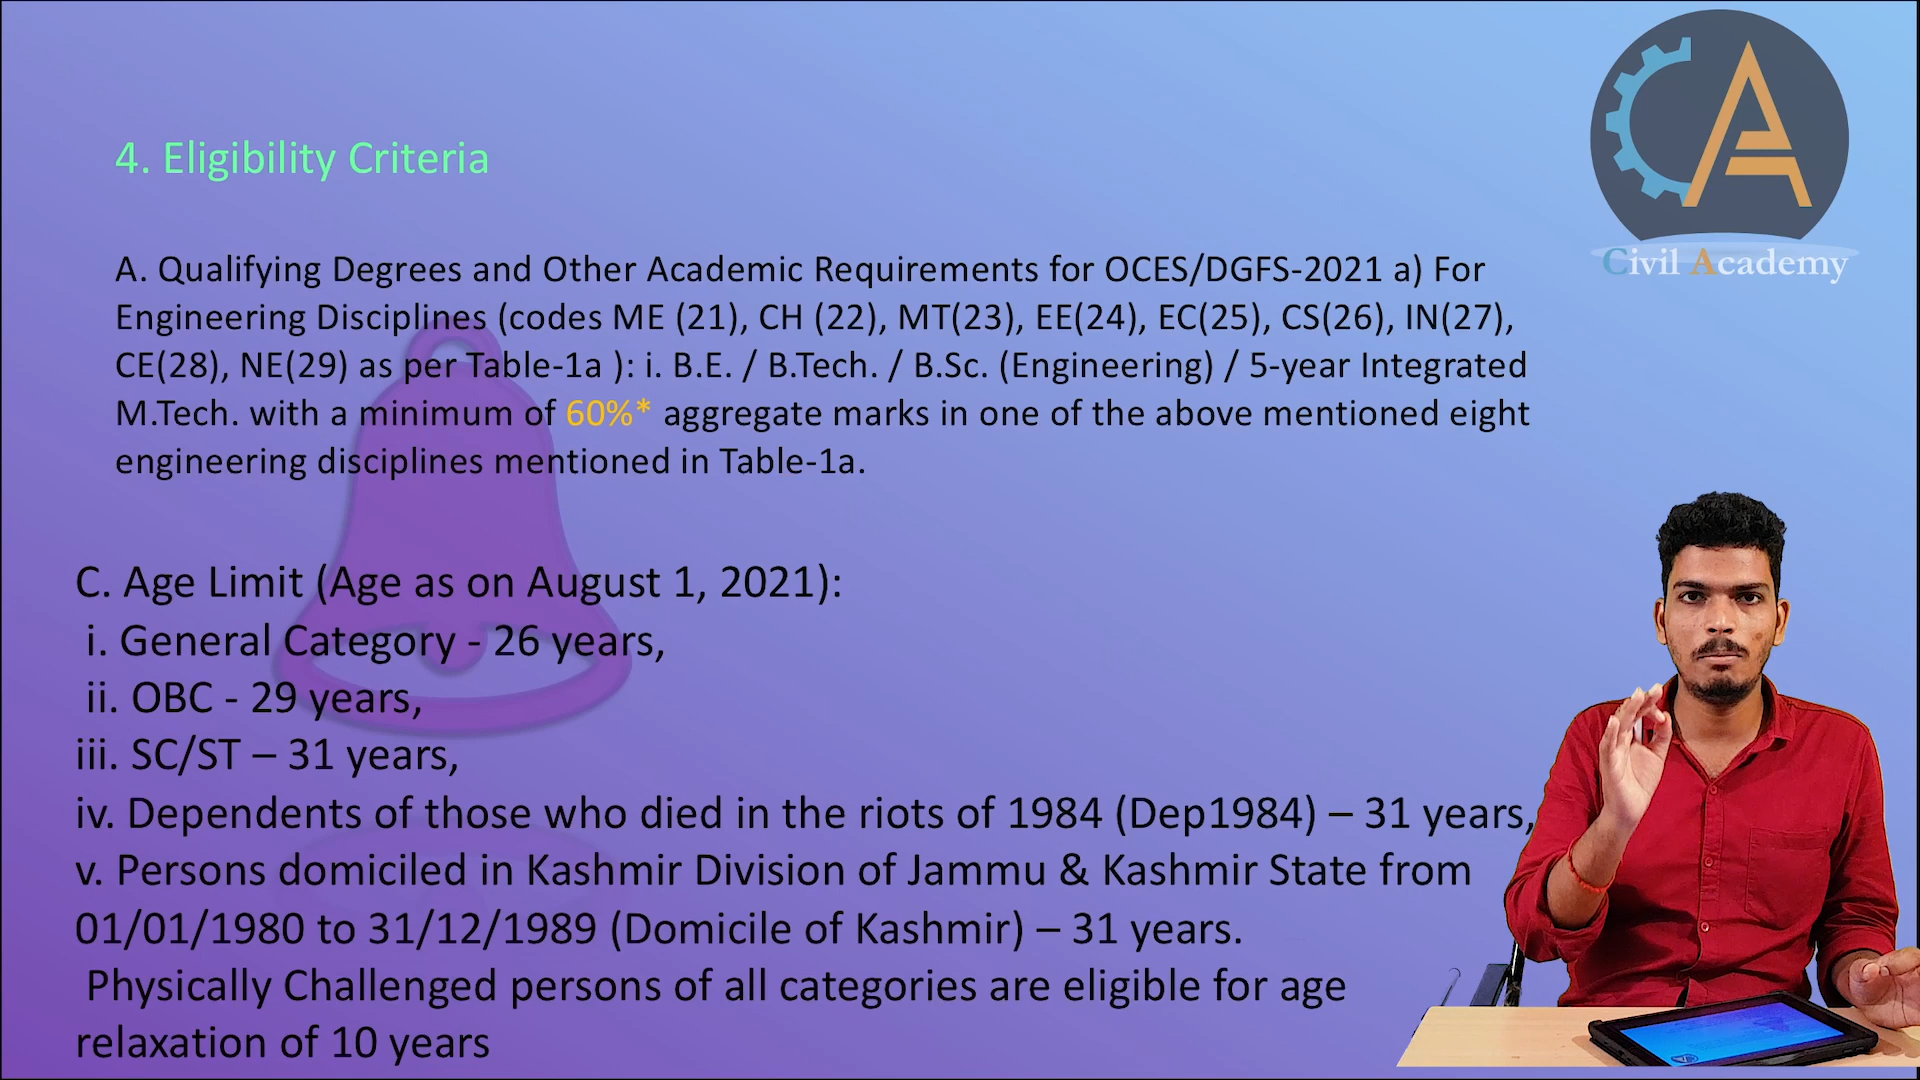 4. Eligibility Criteria
Civil Academy
A. Qualifying Degrees and Other Academic Requirements for OCES/DGFS-2021 a) For
Engineering Disciplines (codes ME (21), CH (22), MT(23), EE(24), EC(25), CS(26), IN(27),
CE(28), NE(29) as per Table-1a ): i. B.E. / B.Tech. / B.Sc. (Engineering) / 5-year Integrated
M.Tech. with a minimum of 60%* aggregate marks in one of the above mentioned eight
engineering disciplines mentioned in Table-1a.
C. Age Limit (Age as on August 1, 2021):
i. General Category - 26 years,
ii. OBC - 29 years,
iii. SC/ST – 31 years,
iv. Dependents of those who died in the riots of 1984 (Dep1984) – 31 years,
v. Persons domiciled in Kashmir Division of Jammu & Kashmir State from
01/01/1980 to 31/12/1989 (Domicile of Kashmir) – 31 years.
Physically Challenged persons of all categories are eligible for age
relaxation of 10 years